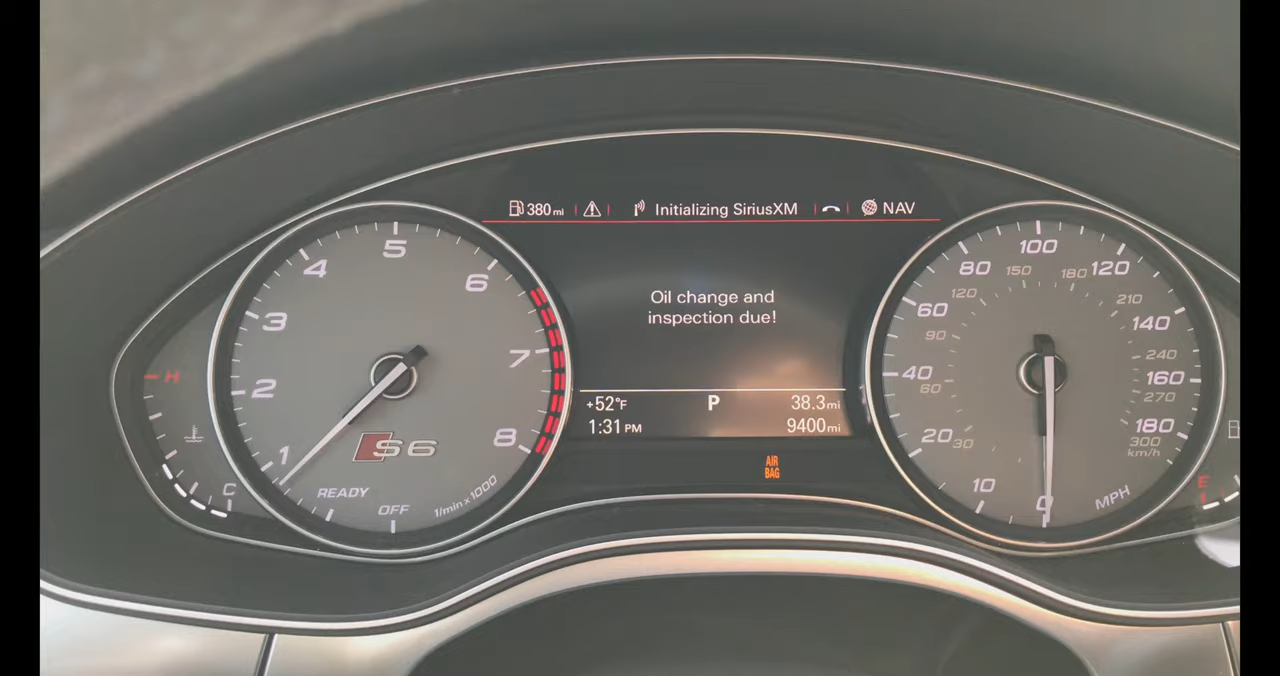 380 mi
Initializing SiriusXM
NAV
Oil change and
inspection due!
+52°F
P
38.3 mi
1:31 PM
9400 mi
AIR
BAG
H
C
1
2
3
4
5
6
7
8
S6
READY
OFF
1/min x 1000
0
10
20
40
60
80
100
120
140
160
180
30
60
90
120
150
180
210
240
270
300
km/h
MPH
E